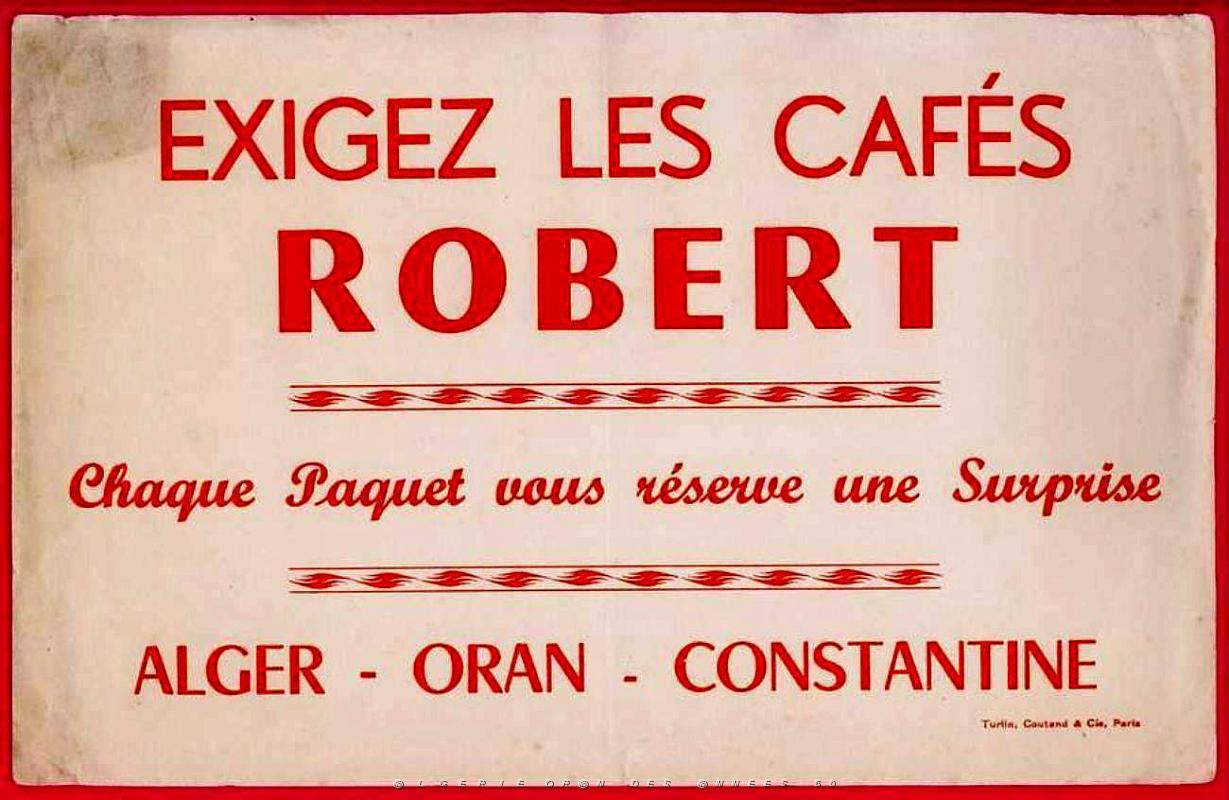 EXIGEZ LES CAFÉS
ROBERT
Chaque Paquet vous réserve une Surprise
ALGER - ORAN - CONSTANTINE
Turlin, Coutand & Cie, Paris